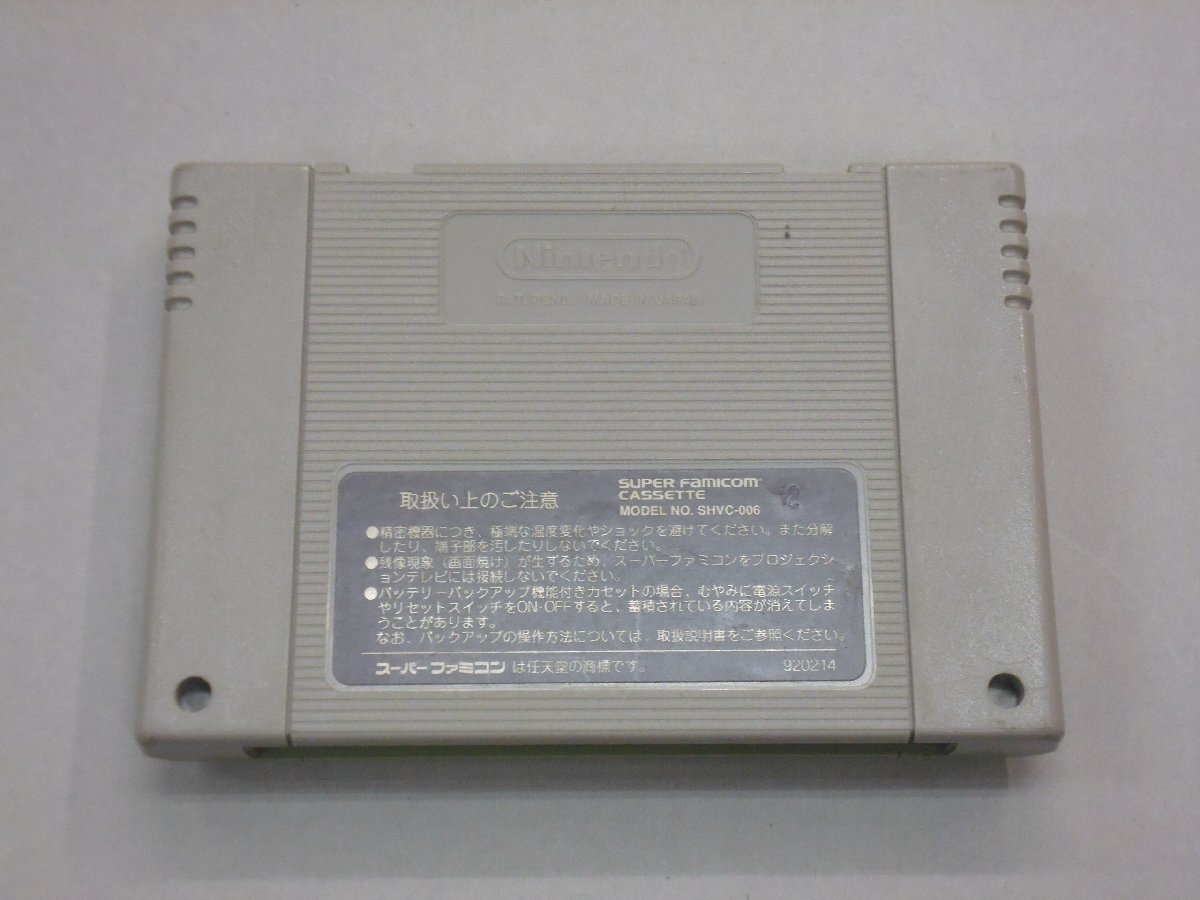 Nintendo
PAT. PEND. MADE IN JAPAN
取扱い上のご注意
SUPER FAMICOM
CASSETTE
MODEL NO. SHVC-006
12
●精密機器につき、極端な温度変化やショックを避けてください。また分解
したり、端子部を汚したりしないでください。
●残像現象(画面焼け)が生ずるため、スーパーファミコンをプロジェクシ
ョンテレビには接続しないでください。
●バッテリーバックアップ機能付きカセットの場合、むやみに電源スイッチ
やリセットスイッチをON・OFFすると、蓄積されている内容が消えてしま
うことがあります。
なお、バックアップの操作方法については、取扱説明書をご参照ください。
スーパーファミコンは任天堂の商標です。
920214